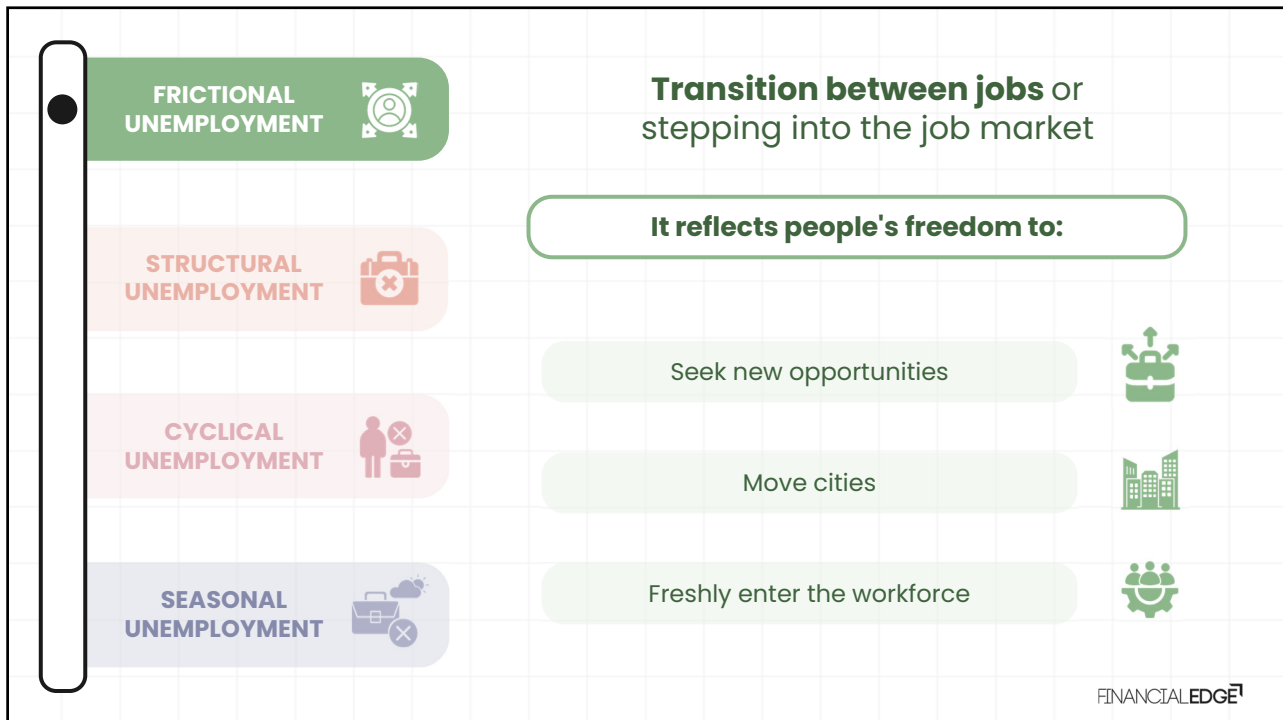 FRICTIONAL
UNEMPLOYMENT
STRUCTURAL
UNEMPLOYMENT
CYCLICAL
UNEMPLOYMENT
SEASONAL
UNEMPLOYMENT
Transition between jobs or
stepping into the job market
It reflects people's freedom to:
Seek new opportunities
Move cities
Freshly enter the workforce
FINANCIALEDGE